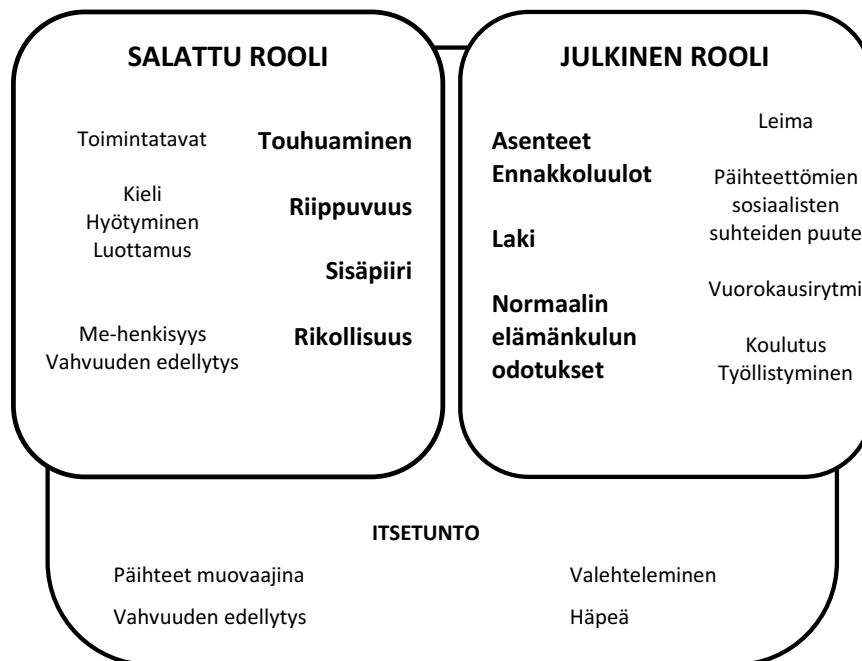 SALATTU ROOLI
Toimintatavat
Touhuaminen
Kieli
Hyötyminen
Luottamus
Riippuvuus
Sisäpiiri
Me-henkisyys
Vahvuuden edellytys
Rikollisuus
JULKINEN ROOLI
Asenteet
Ennakkoluulot
Laki
Normaalin
elämänkulun
odotukset
Leima
Päihteettömien
sosiaalisten
suhteiden puute
Vuorokausirytmi
Koulutus
Työllistyminen
ITSETUNTO
Päihteet muovaajina
Valehteleminen
Vahvuuden edellytys
Häpeä